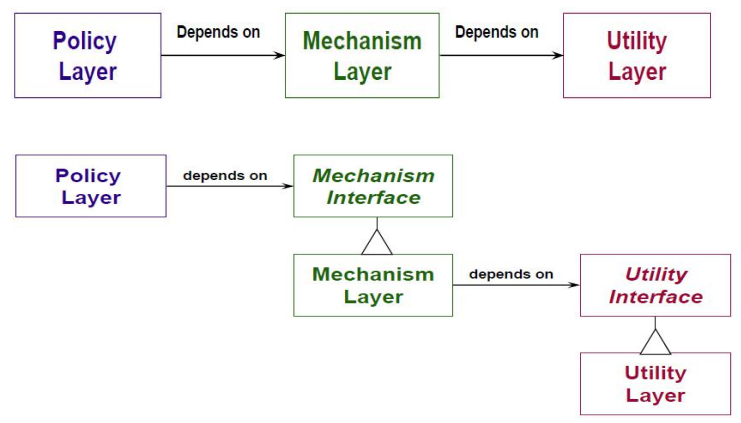 Policy
Layer
Depends on
Mechanism
Layer
Depends on
Utility
Layer
Policy
Layer
depends on
Mechanism
Interface
Mechanism
Layer
depends on
Utility
Interface
Utility
Layer